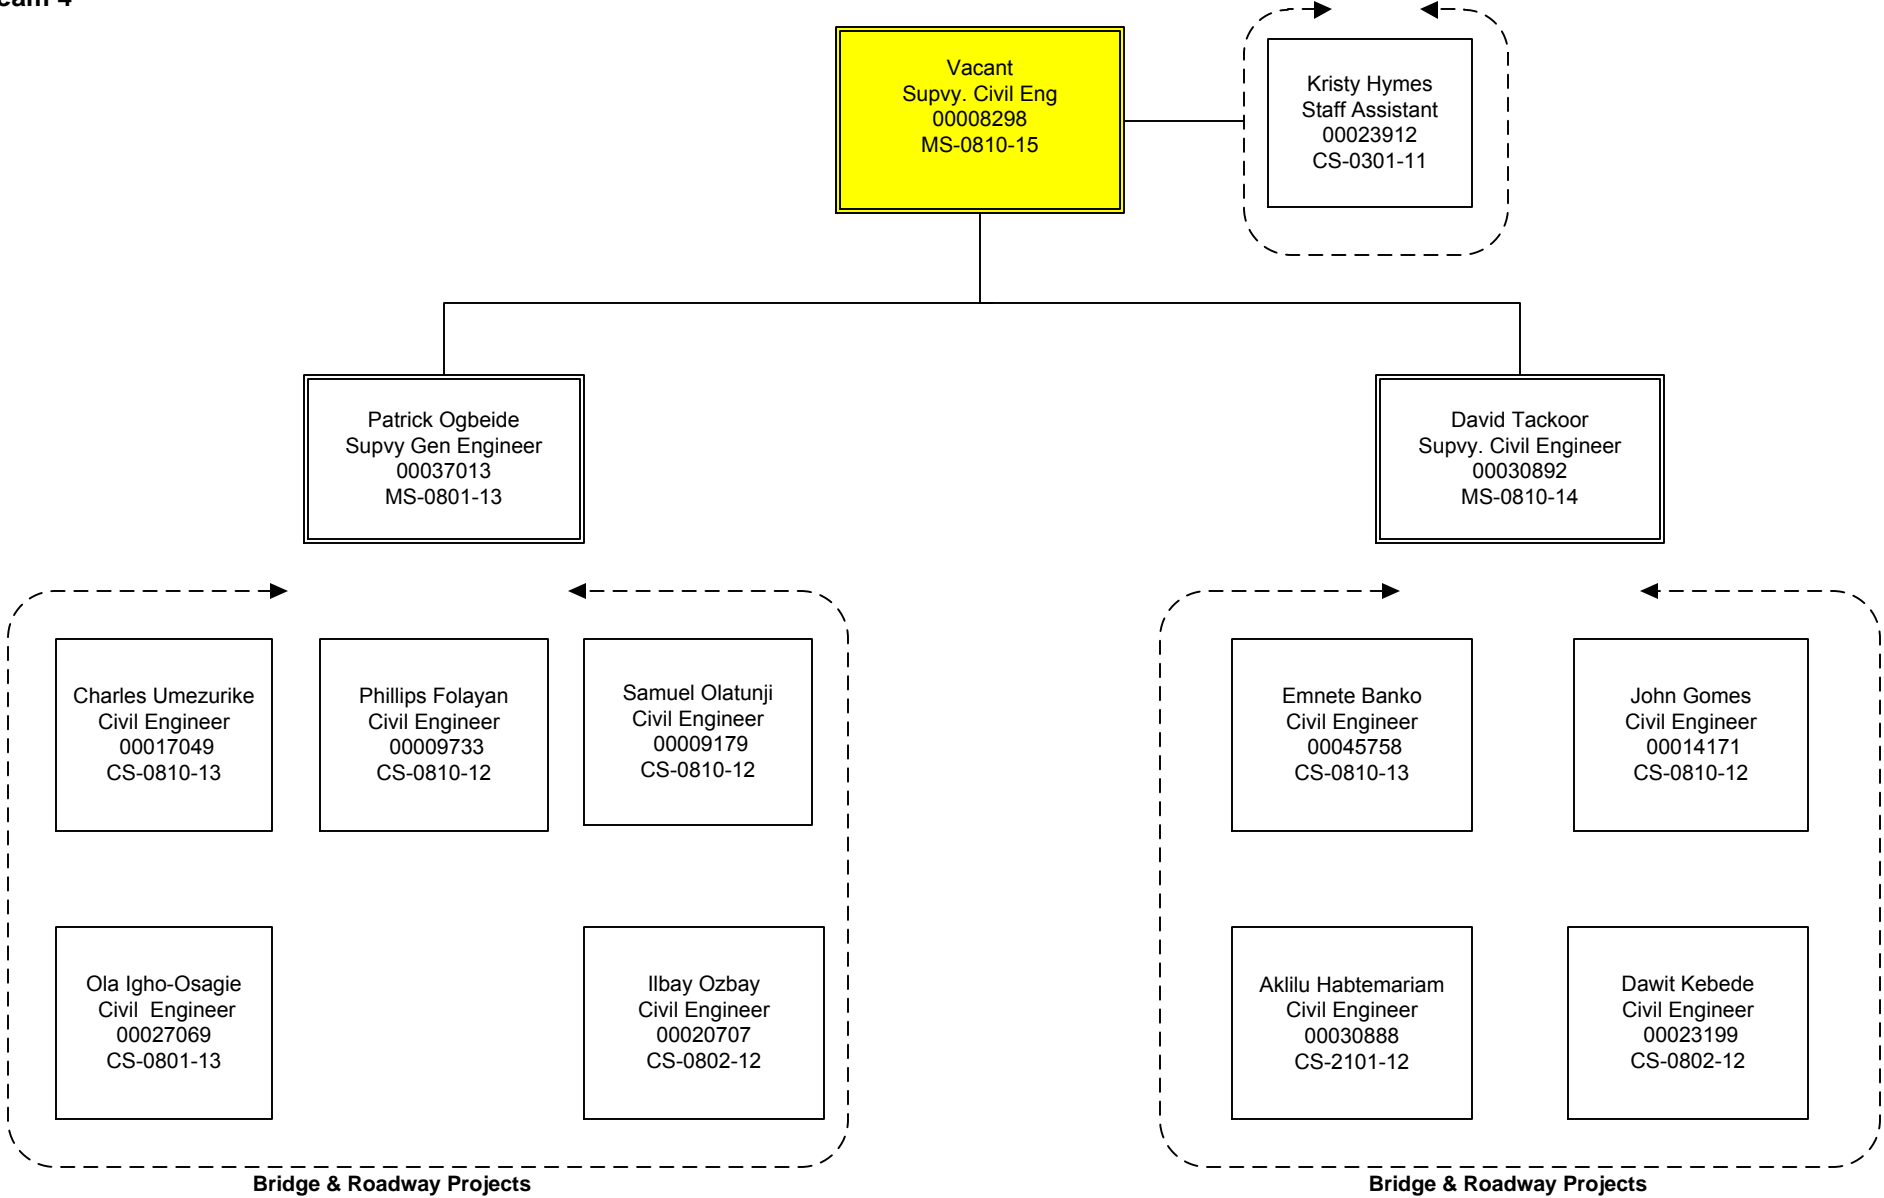 4
Vacant
Supvy. Civil Eng
00008298
MS-0810-15
Kristy Hymes
Staff Assistant
00023912
CS-0301-11
Patrick Ogbeide
Supvy Gen Engineer
00037013
MS-0801-13
David Tackoor
Supvy. Civil Engineer
00030892
MS-0810-14
Charles Umezurike
Civil Engineer
00017049
CS-0810-13
Phillips Folayan
Civil Engineer
00009733
CS-0810-12
Samuel Olatunji
Civil Engineer
00009179
CS-0810-12
Ola Igho-Osagie
Civil  Engineer
00027069
CS-0801-13
Ilbay Ozbay
Civil Engineer
00020707
CS-0802-12
Bridge & Roadway Projects
Emnete Banko
Civil Engineer
00045758
CS-0810-13
John Gomes
Civil Engineer
00014171
CS-0810-12
Aklilu Habtemariam
Civil Engineer
00030888
CS-2101-12
Dawit Kebede
Civil Engineer
00023199
CS-0802-12
Bridge & Roadway Projects